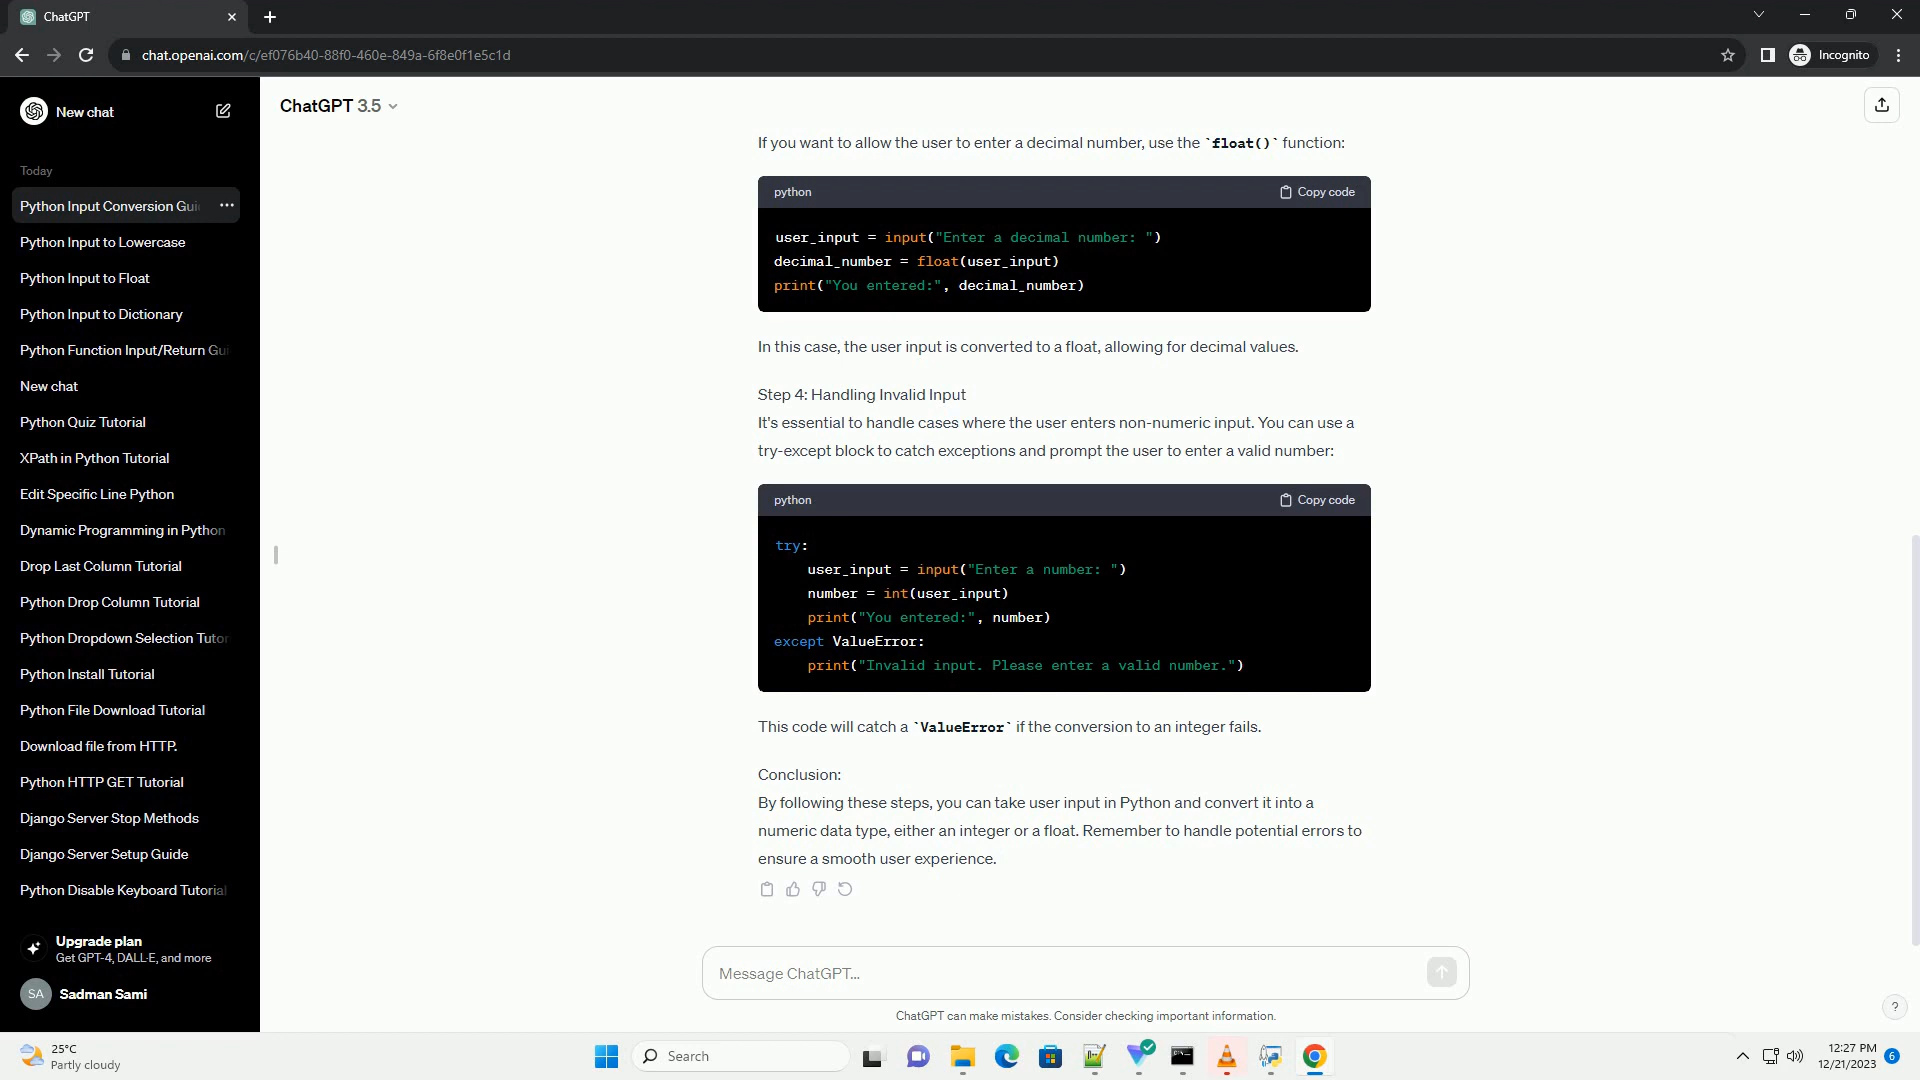 ChatGPT
chat.openai.com/c/ef076b40-88f0-460e-849a-6f8e0f1e5c1d
Incognito
New chat
Today
Python Input Conversion Gui
Python Input to Lowercase
Python Input to Float
Python Input to Dictionary
Python Function Input/Return Gu
New chat
Python Quiz Tutorial
XPath in Python Tutorial
Edit Specific Line Python
Dynamic Programming in Python
Drop Last Column Tutorial
Python Drop Column Tutorial
Python Dropdown Selection Tutor
Python Install Tutorial
Python File Download Tutorial
Download file from HTTP.
Python HTTP GET Tutorial
Django Server Stop Methods
Django Server Setup Guide
Python Disable Keyboard Tutorial
Upgrade plan
Get GPT-4, DALL·E, and more
SA
Sadman Sami
ChatGPT 3.5
If you want to allow the user to enter a decimal number, use the `float()` function:
python
Copy code
user_input = input("Enter a decimal number: ")
decimal_number = float(user_input)
print("You entered:", decimal_number)
In this case, the user input is converted to a float, allowing for decimal values.
Step 4: Handling Invalid Input
It's essential to handle cases where the user enters non-numeric input. You can use a
try-except block to catch exceptions and prompt the user to enter a valid number:
python
Copy code
try:
user_input = input("Enter a number: ")
number = int(user_input)
print("You entered:", number)
except ValueError:
print("Invalid input. Please enter a valid number.")
This code will catch a `ValueError` if the conversion to an integer fails.
Conclusion:
By following these steps, you can take user input in Python and convert it into a
numeric data type, either an integer or a float. Remember to handle potential errors to
ensure a smooth user experience.
Message ChatGPT...
ChatGPT can make mistakes. Consider checking important information.
?
25°C
Partly cloudy
Search
12:27 PM
12/21/2023
6